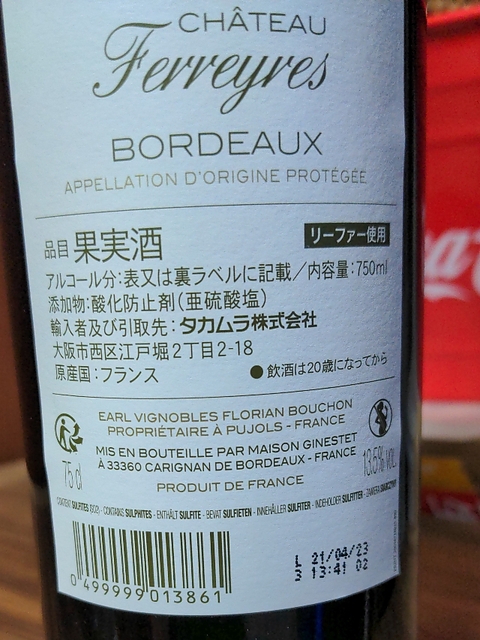 CHÂTEAU
Ferreyres
BORDEAUX
APPELLATION D'ORIGINE PROTÉGÉE
品目 果実酒 リーファー使用
アルコール分:表又は裏ラベルに記載/内容量:750ml
添加物:酸化防止剤(亜硫酸塩)
輸入者及び引取先:タカムラ株式会社
大阪市西区江戸堀2丁目2-18
原産国:フランス ●飲酒は20歳になってから
EARL VIGNOBLES FLORIAN BOUCHON
PROPRIÉTAIRE À PUJOLS - FRANCE
MIS EN BOUTEILLE PAR MAISON GINESTET
À 33360 CARIGNAN DE BORDEAUX - FRANCE
75 cl PRODUIT DE FRANCE 13.5% VOL.
CONTIENT SULFITES (SO2) - CONTAINS SULPHITES - ENTHÄLT SULFITE - BEVAT SULFIETEN - INNEHÅLLER SULFITER - INDEHOLDER SULFITTER
L 21/04/23
3 13:41 02
0 499999 013861